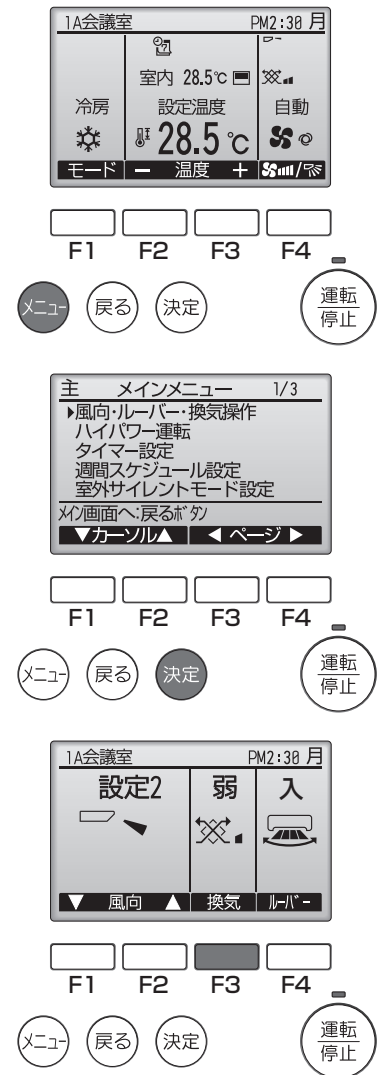 1A会議室 PM2:30 月
室内 28.5℃
冷房 設定温度 自動
28.5℃
モード － 温度 ＋ /
F1 F2 F3 F4
メニュー 戻る 決定 運転
停止
主 メインメニュー 1/3
▶風向・ルーバー・換気操作
ハイパワー運転
タイマー設定
週間スケジュール設定
室外サイレントモード設定
メイン画面へ:戻るボタン
▼カーソル▲ ◀ ページ ▶
F1 F2 F3 F4
メニュー 戻る 決定 運転
停止
1A会議室 PM2:30 月
設定2 弱 入
▼ 風向 ▲ 換気 ルーバー
F1 F2 F3 F4
メニュー 戻る 決定 運転
停止